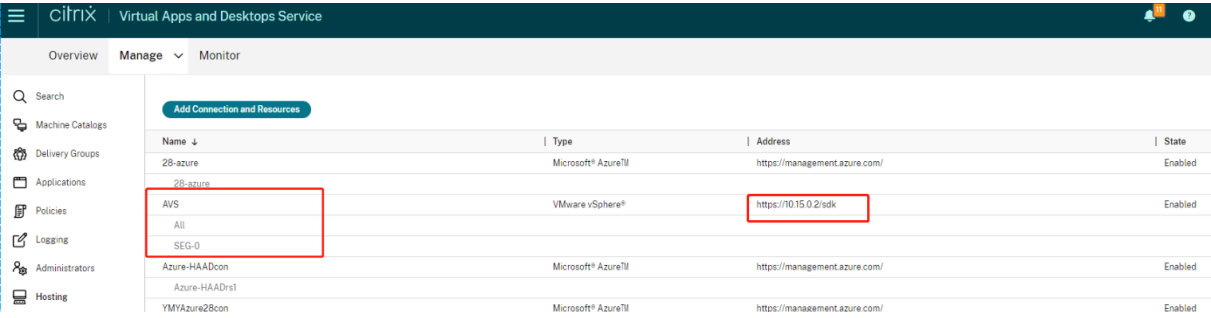 citrix | Virtual Apps and Desktops Service 11 ?
Overview Manage Monitor
Search
Add Connection and Resources
Machine Catalogs
Name ↓ | Type | Address | State
Delivery Groups
28-azure Microsoft® Azure™ https://management.azure.com/ Enabled
Applications
28-azure
AVS VMware vSphere® https://10.15.0.2/sdk Enabled
Policies
All
Logging
SEG-0
Administrators
Azure-HAADcon Microsoft® Azure™ https://management.azure.com/ Enabled
Azure-HAADrs1
Hosting
YMYAzure28con Microsoft® Azure™ https://management.azure.com/ Enabled